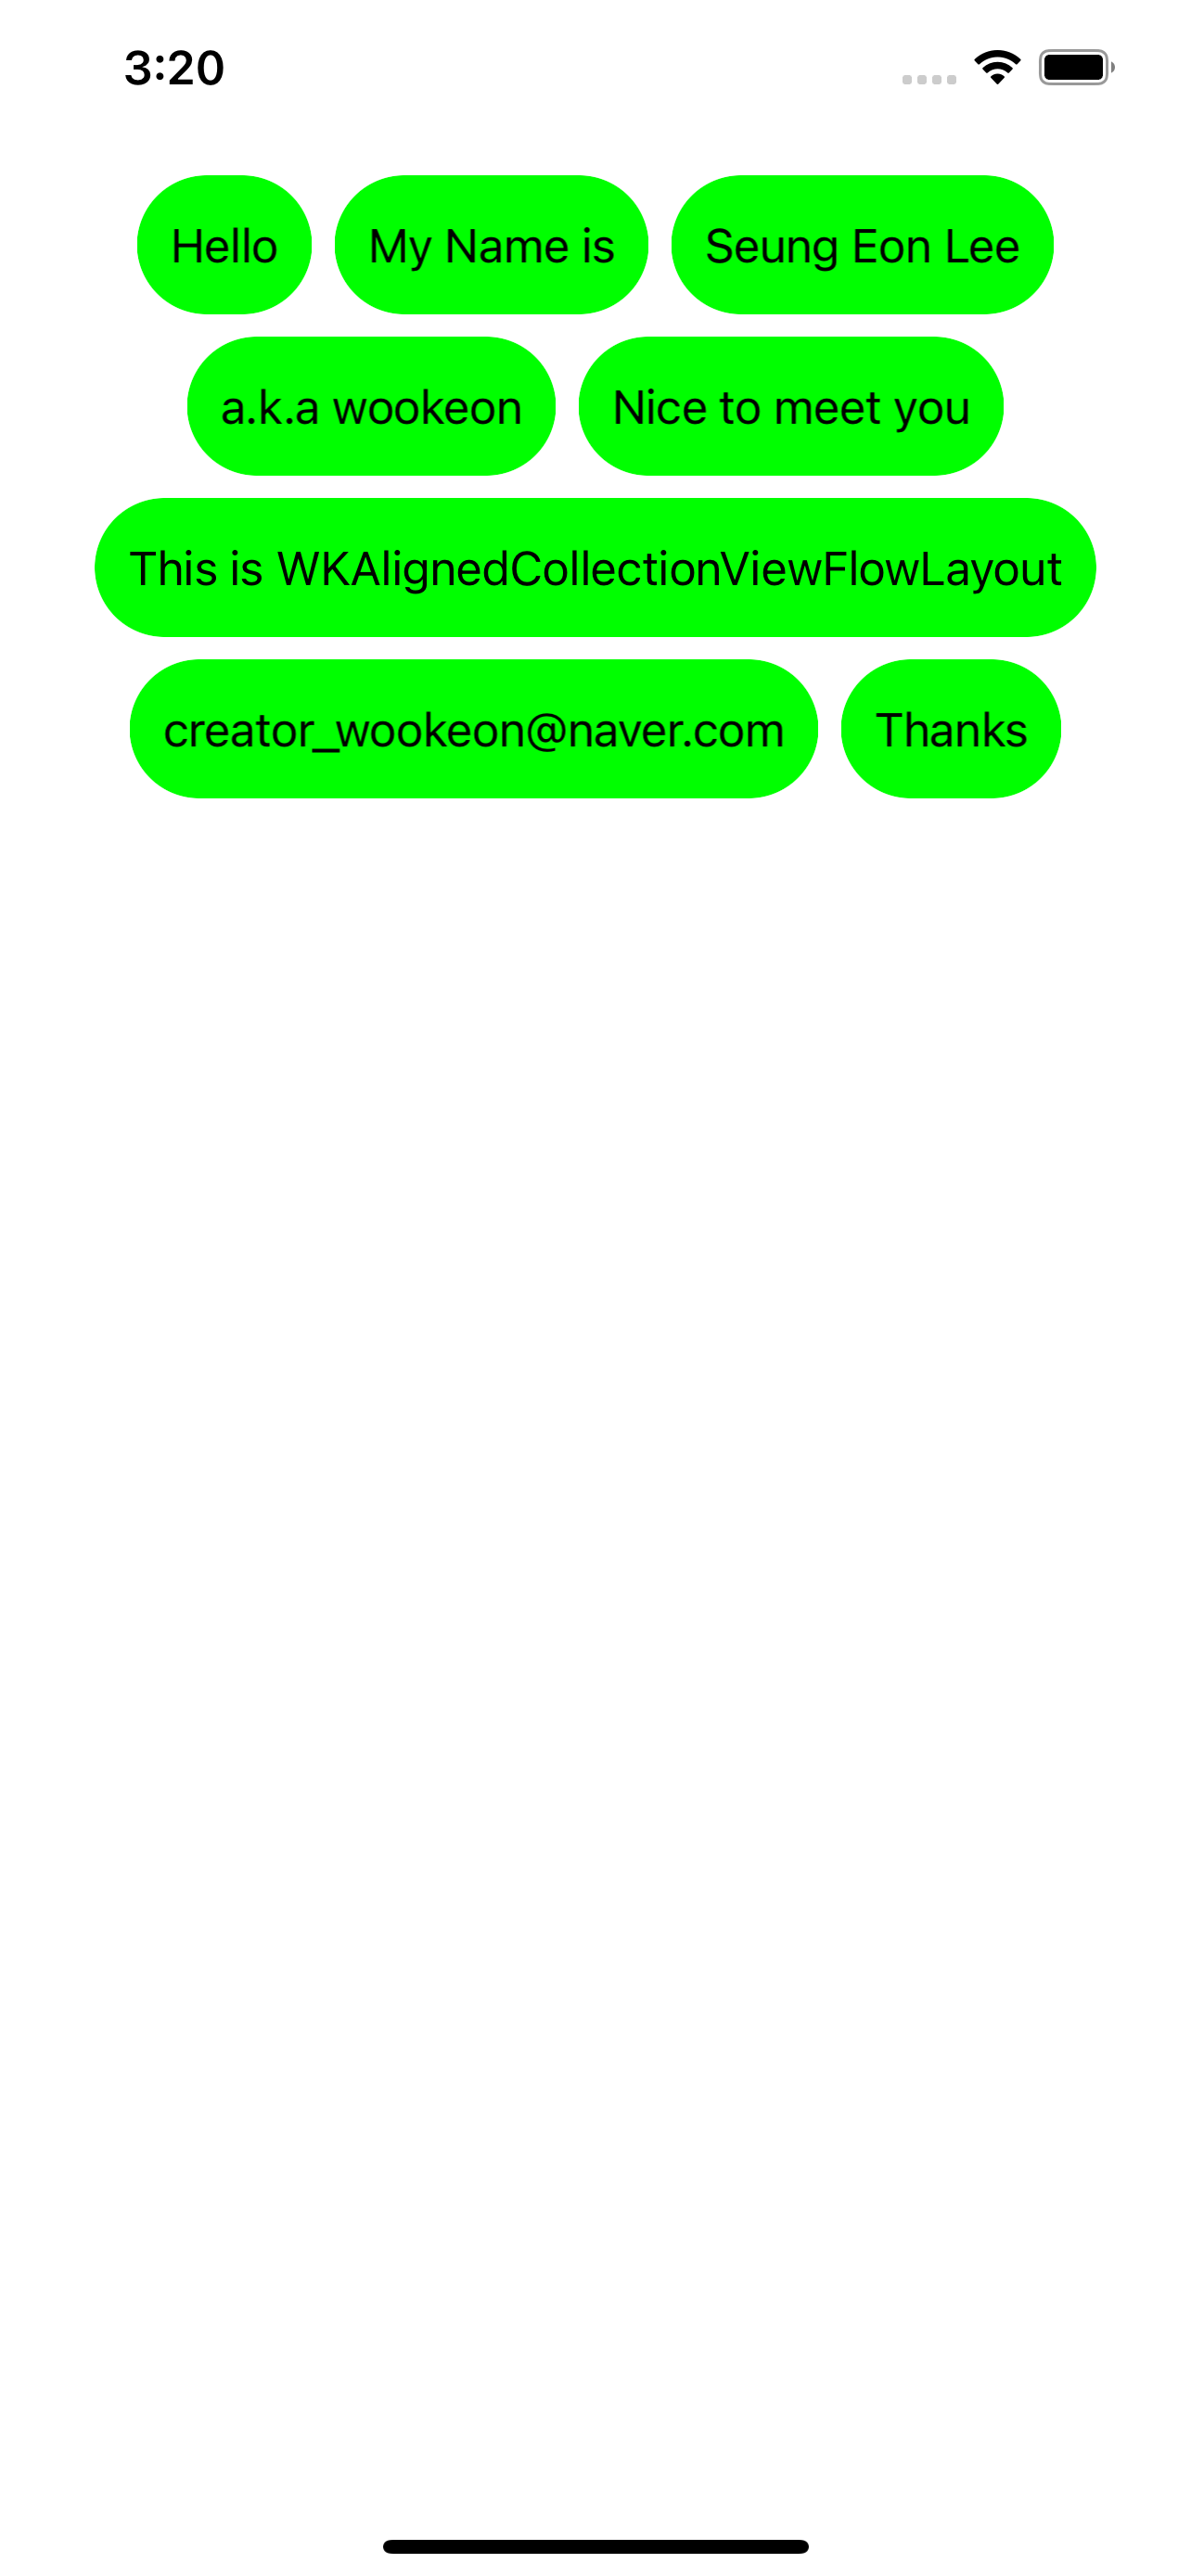 3:20
Hello My Name is Seung Eon Lee
a.k.a wookeon Nice to meet you
This is WKAlignedCollectionViewFlowLayout
creator_wookeon@naver.com Thanks